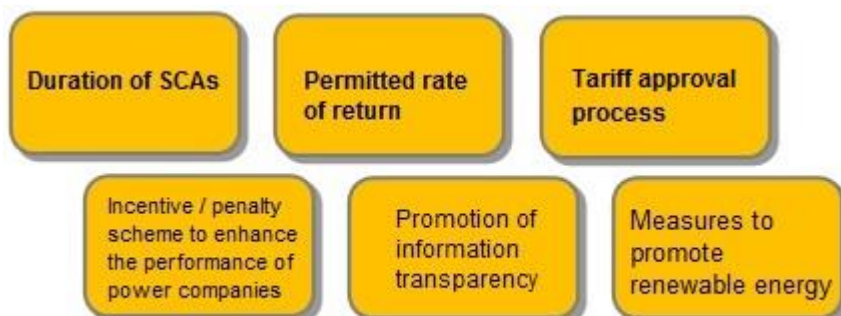 Duration of SCAs
Permitted rate
of return
Tariff approval
process
Incentive / penalty
scheme to enhance
the performance of
power companies
Promotion of
information
transparency
Measures to
promote
renewable energy